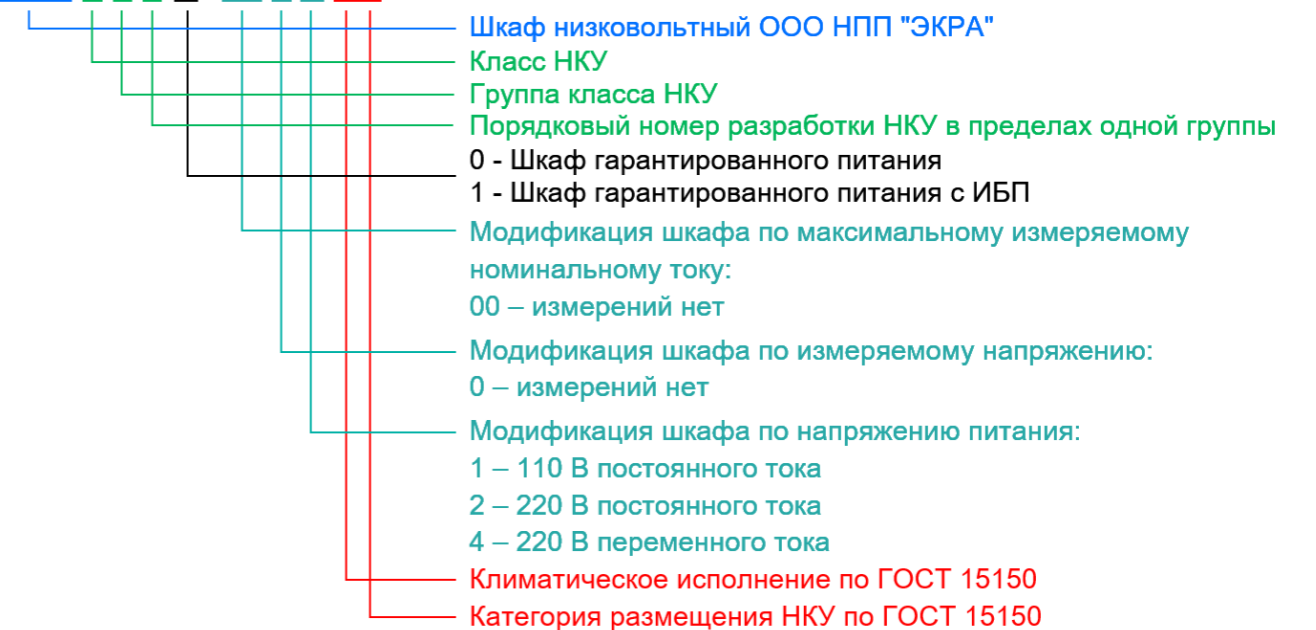 Шкаф низковольтный ООО НПП "ЭКРА"
Класс НКУ
Группа класса НКУ
Порядковый номер разработки НКУ в пределах одной группы
0 - Шкаф гарантированного питания
1 - Шкаф гарантированного питания с ИБП
Модификация шкафа по максимальному измеряемому
номинальному току:
00 – измерений нет
Модификация шкафа по измеряемому напряжению:
0 – измерений нет
Модификация шкафа по напряжению питания:
1 – 110 В постоянного тока
2 – 220 В постоянного тока
4 – 220 В переменного тока
Климатическое исполнение по ГОСТ 15150
Категория размещения НКУ по ГОСТ 15150